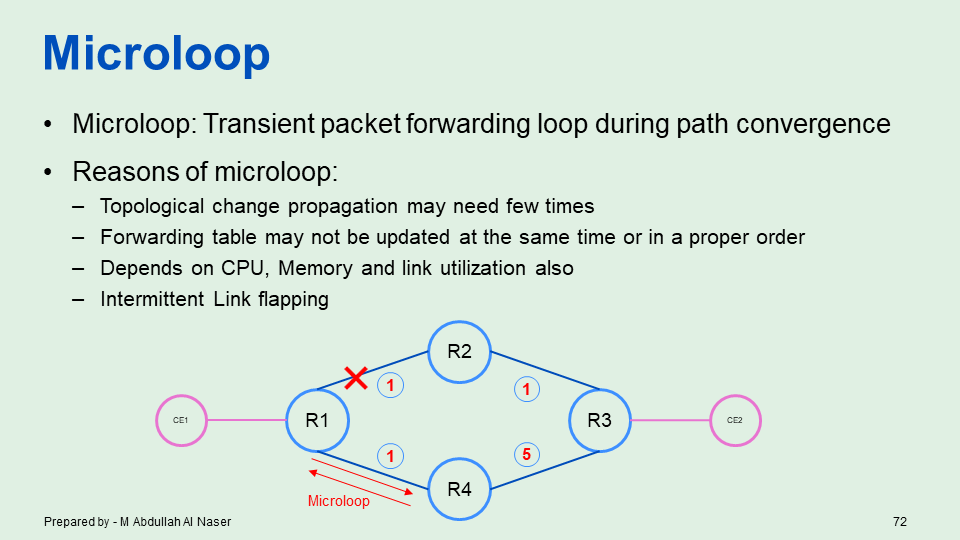 Microloop
• Microloop: Transient packet forwarding loop during path convergence
• Reasons of microloop:
– Topological change propagation may need few times
– Forwarding table may not be updated at the same time or in a proper order
– Depends on CPU, Memory and link utilization also
– Intermittent Link flapping
R2
1
1
CE1
R1
R3
CE2
1
5
R4
Microloop
Prepared by - M Abdullah Al Naser
72